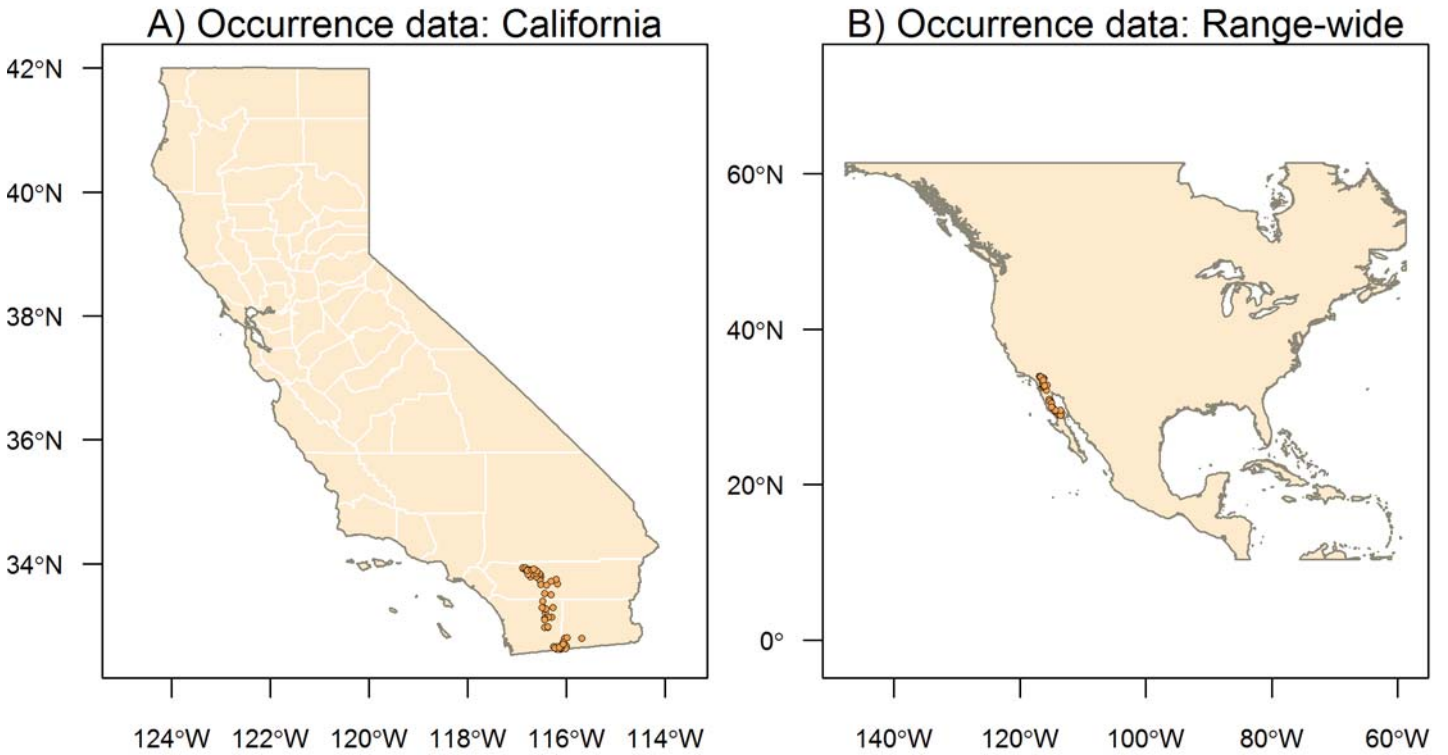 A) Occurrence data: California
42°N
40°N
38°N
36°N
34°N
124°W 122°W 120°W 118°W 116°W 114°W
B) Occurrence data: Range-wide
60°N
40°N
20°N
0°
140°W 120°W 100°W 80°W 60°W